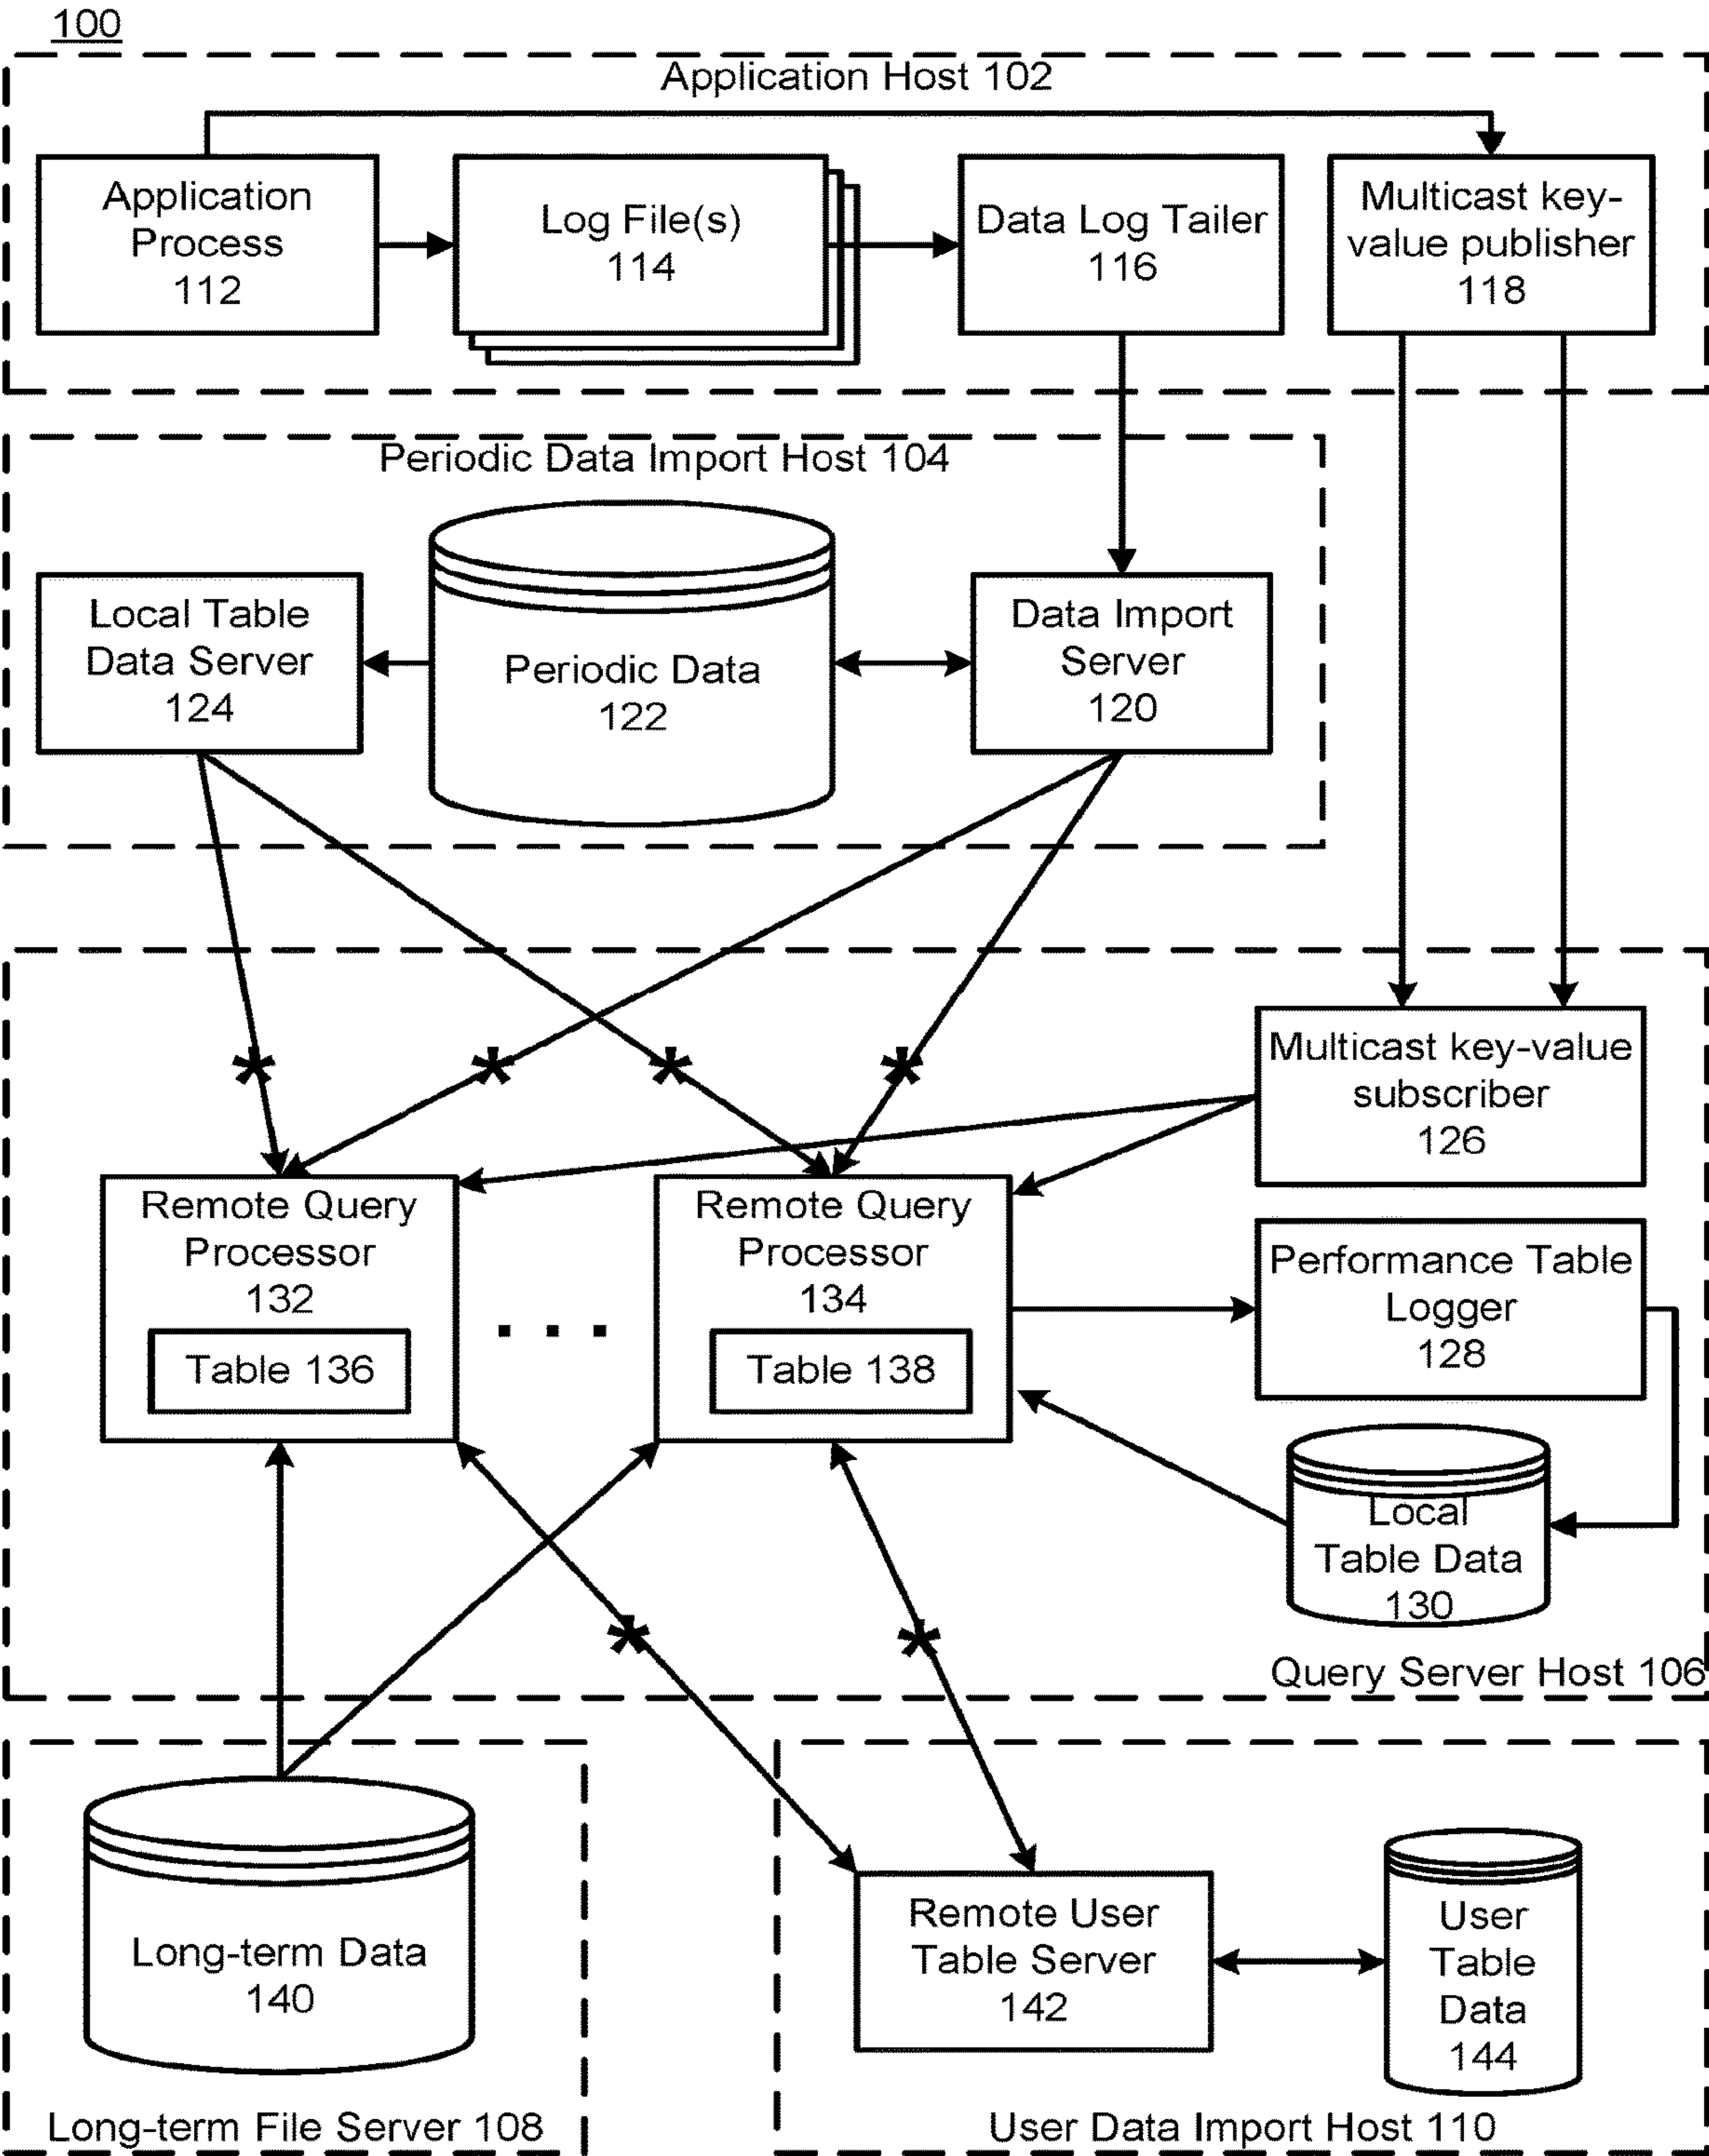 100
Application Host 102
Application
Process
112
Log File(s)
114
Data Log Tailer
116
Multicast key-
value publisher
118
Periodic Data Import Host 104
Local Table
Data Server
124
Periodic Data
122
Data Import
Server
120
*
*
*
*
Multicast key-value
subscriber
126
Remote Query
Processor
132
Table 136
. . .
Remote Query
Processor
134
Table 138
Performance Table
Logger
128
Local
Table Data
130
*
*
Query Server Host 106
Long-term Data
140
Long-term File Server 108
Remote User
Table Server
142
User
Table
Data
144
User Data Import Host 110